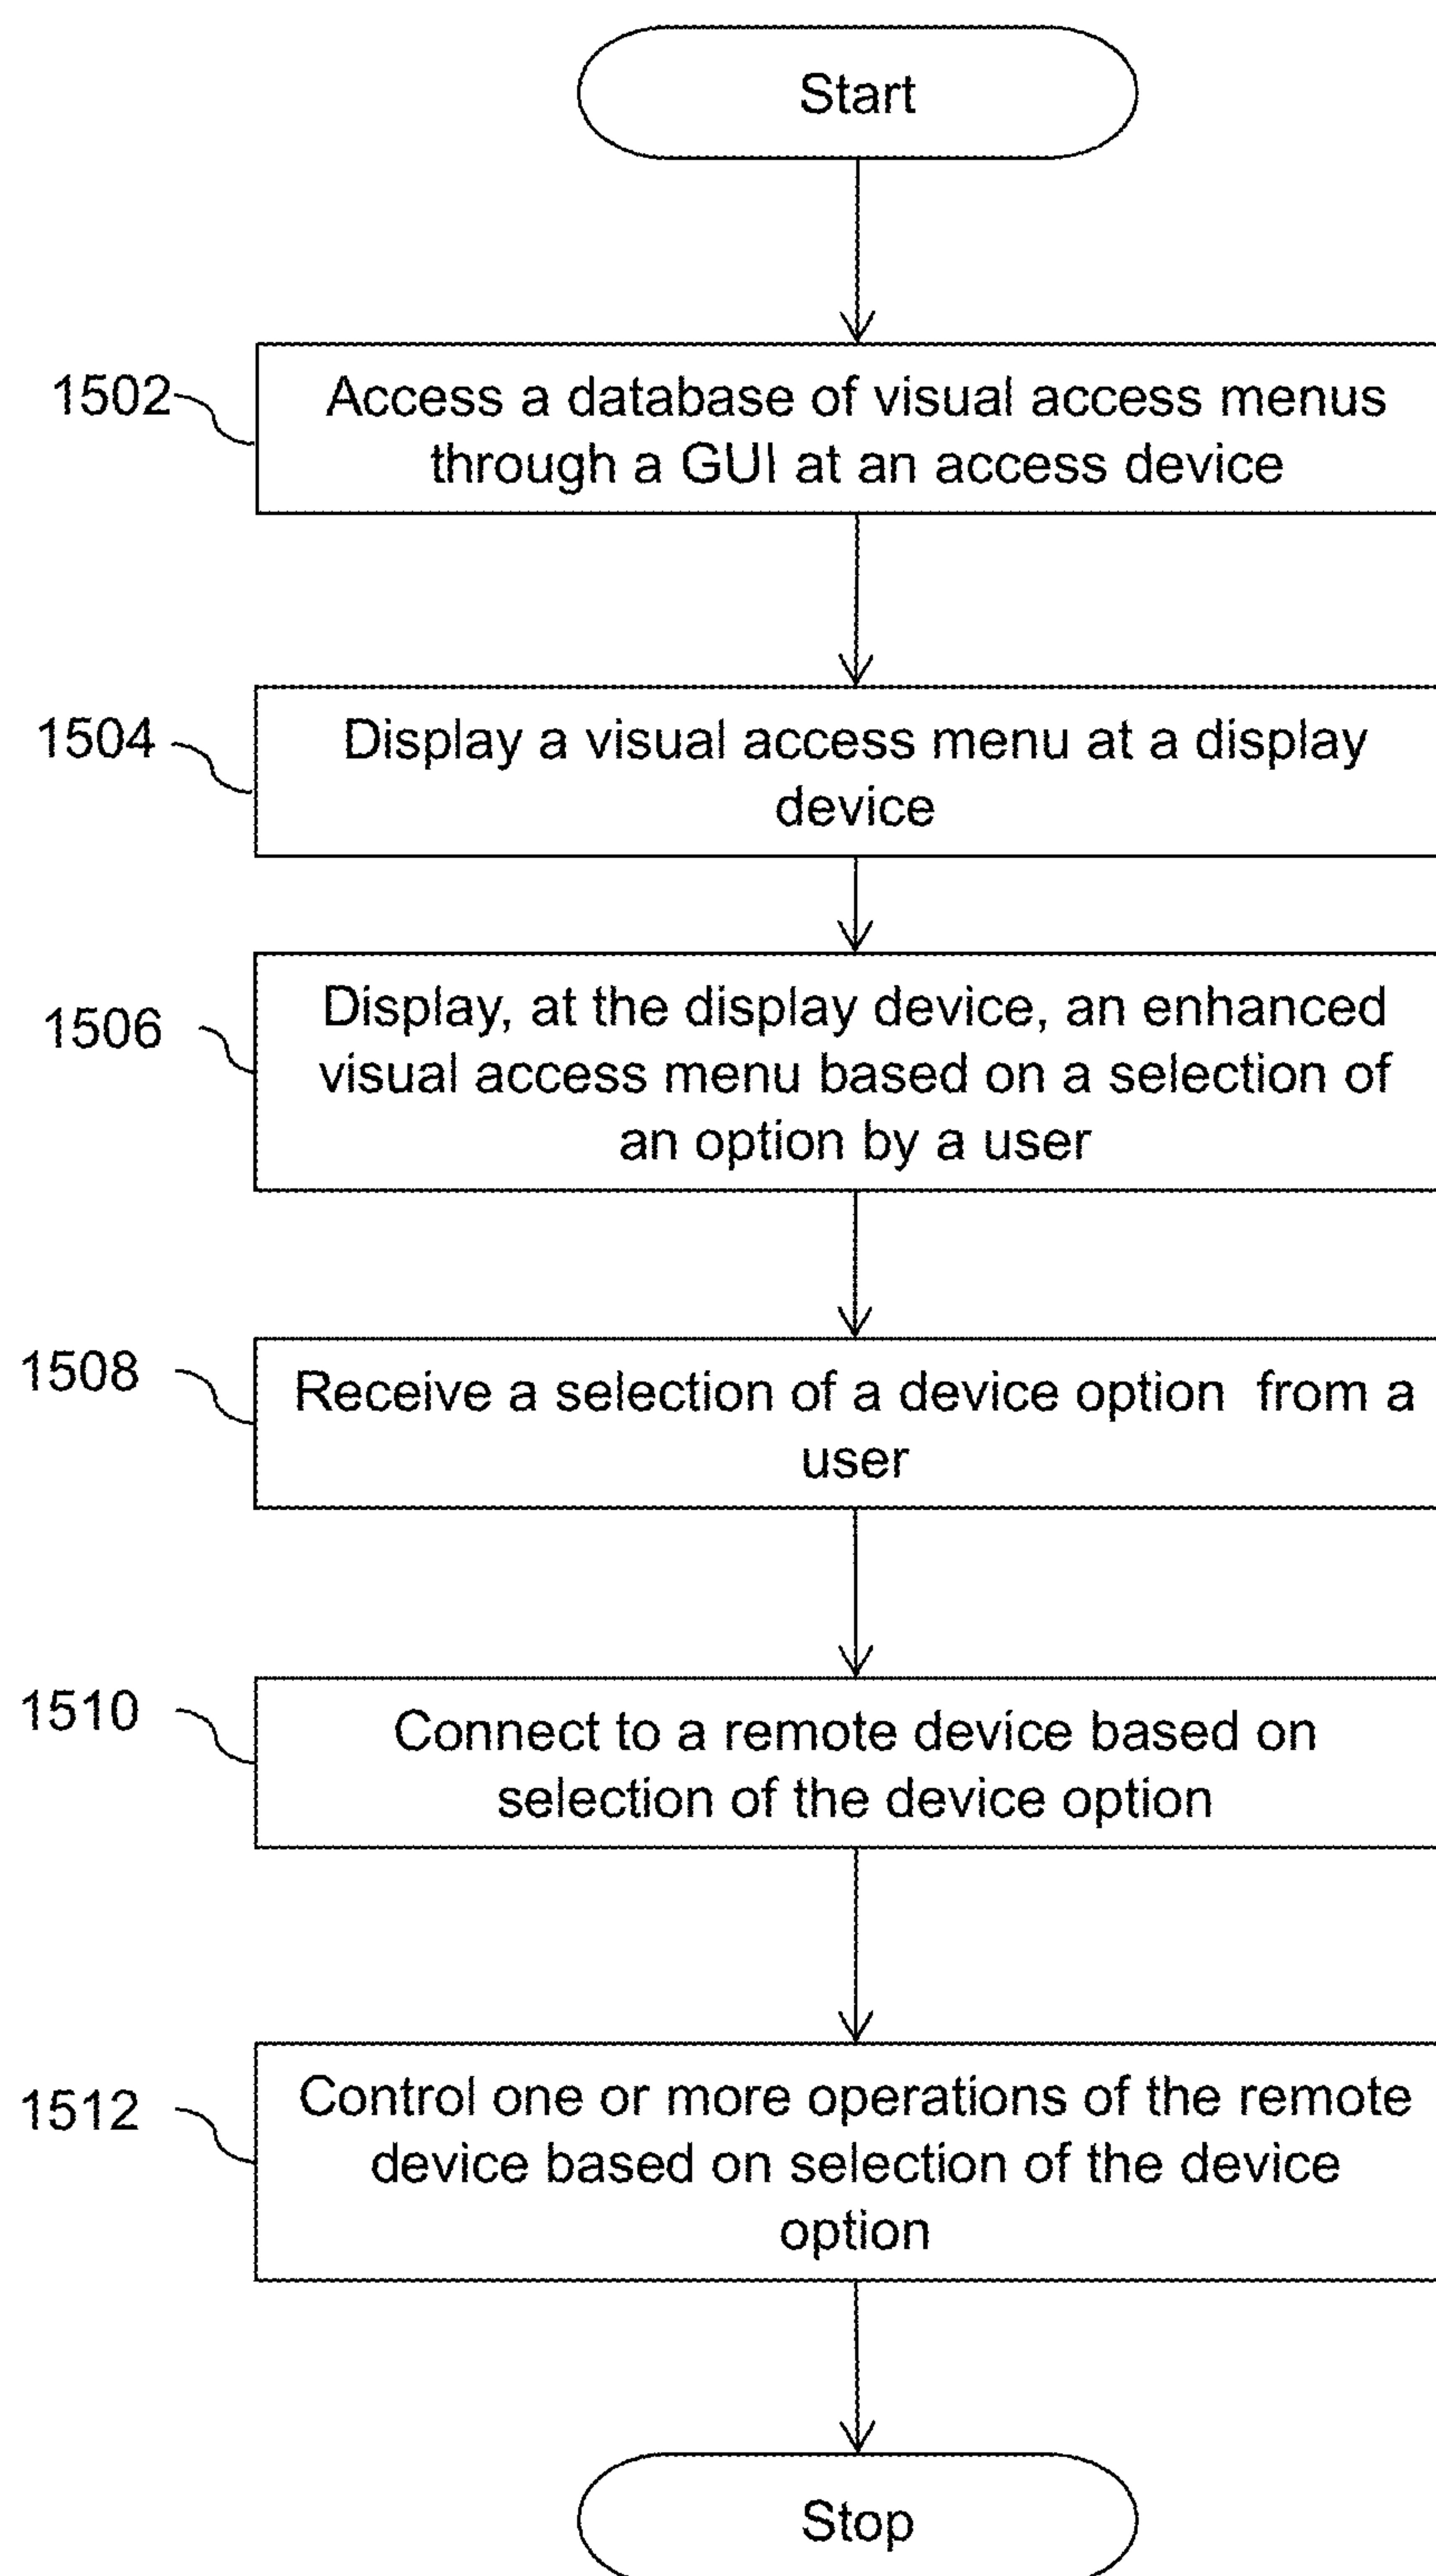 Start
1502
Access a database of visual access menus
through a GUI at an access device
1504
Display a visual access menu at a display
device
1506
Display, at the display device, an enhanced
visual access menu based on a selection of
an option by a user
1508
Receive a selection of a device option from a
user
1510
Connect to a remote device based on
selection of the device option
1512
Control one or more operations of the remote
device based on selection of the device
option
Stop